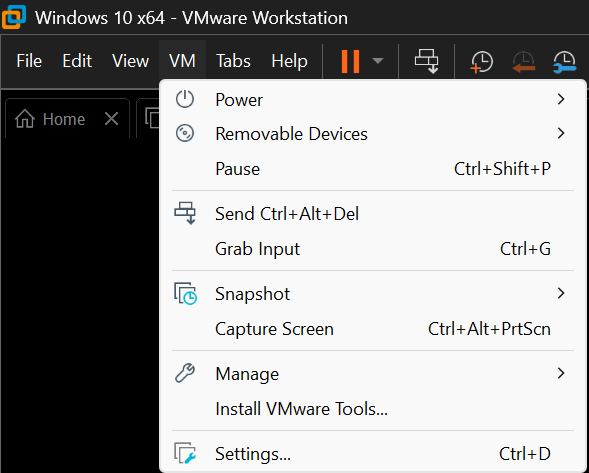 Windows 10 x64 - VMware Workstation
File Edit View VM Tabs Help
Home
Power
Removable Devices
Pause Ctrl+Shift+P
Send Ctrl+Alt+Del
Grab Input Ctrl+G
Snapshot
Capture Screen Ctrl+Alt+PrtScn
Manage
Install VMware Tools...
Settings... Ctrl+D